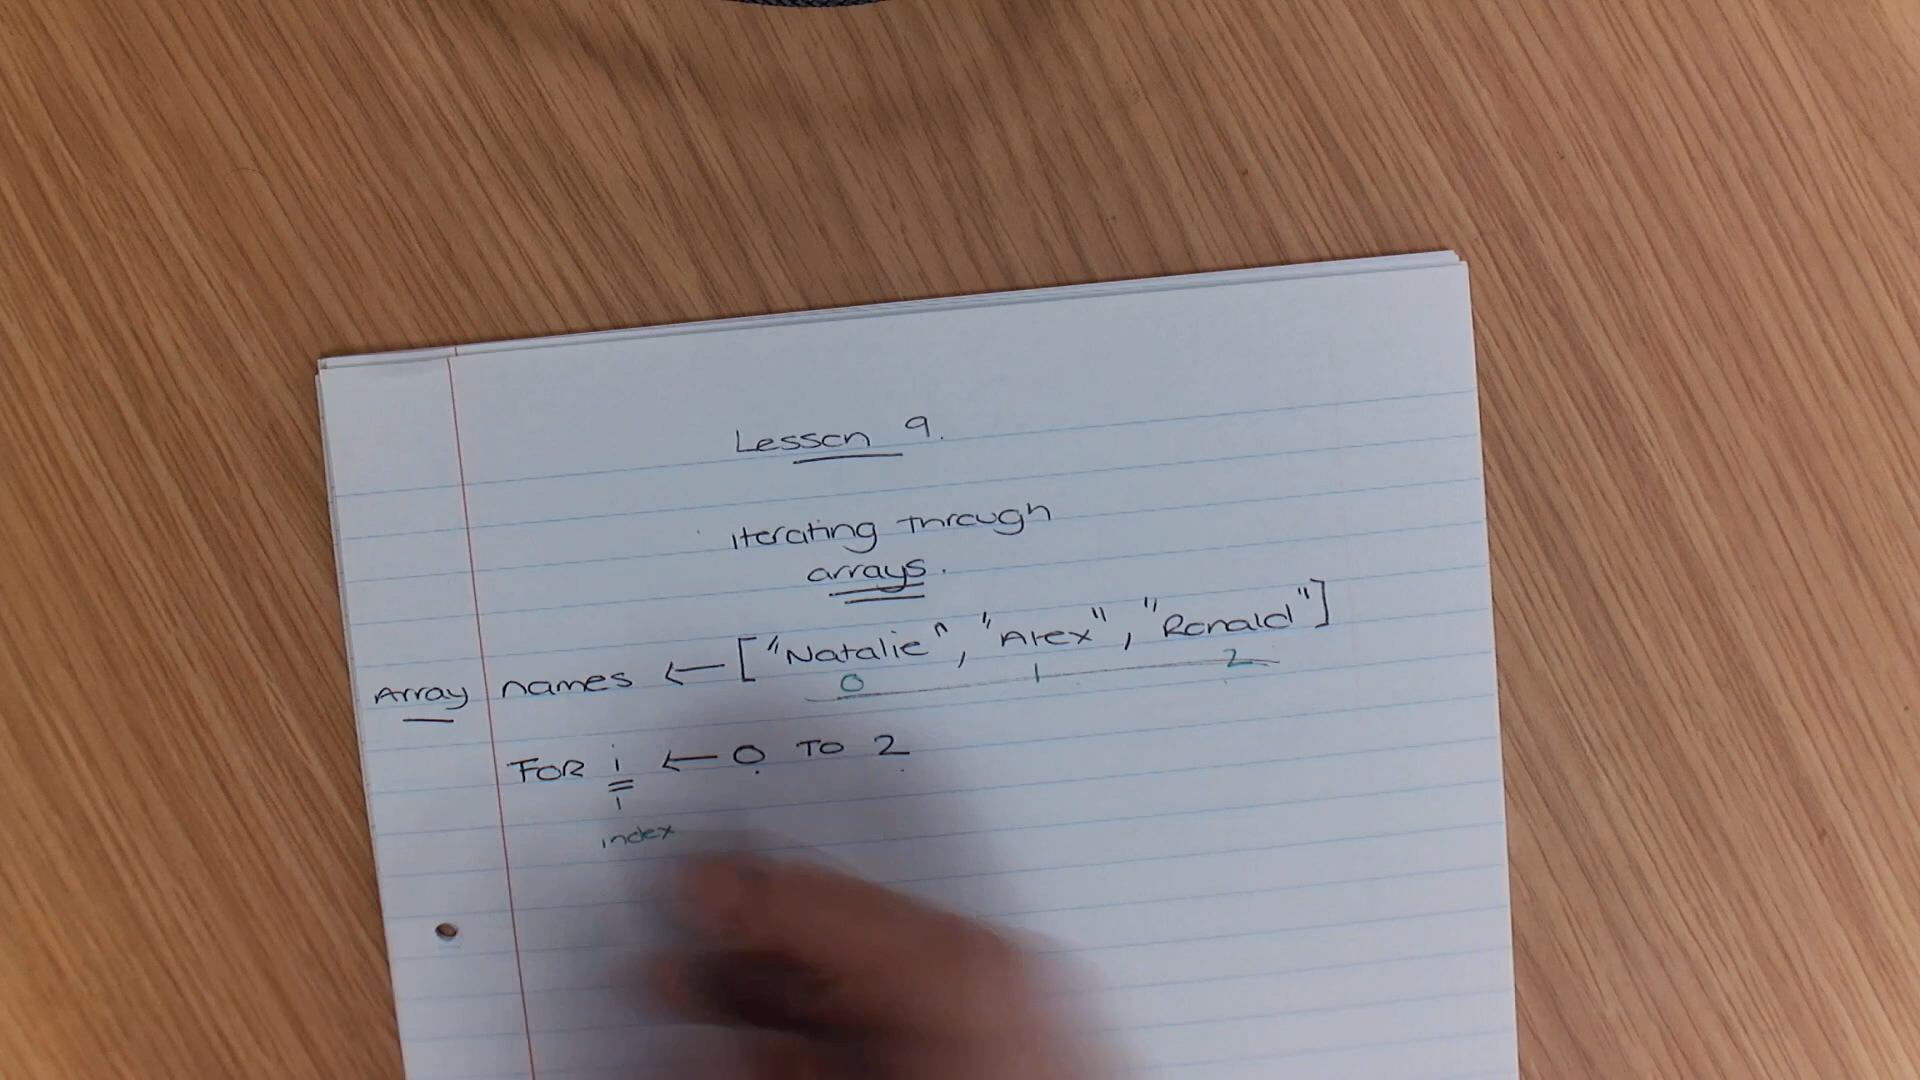 Lesson 9.
iterating through
arrays.
Array names ← ["Natalie", "Alex", "Ronald"]
0 1 2
FOR i ← 0 TO 2
index